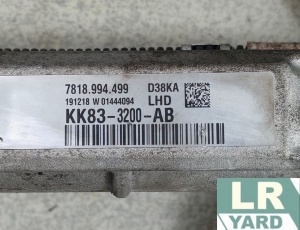 7818.994.499 D38KA
191218 W 01444094 LHD
KK83-3200-AB
LR
YARD